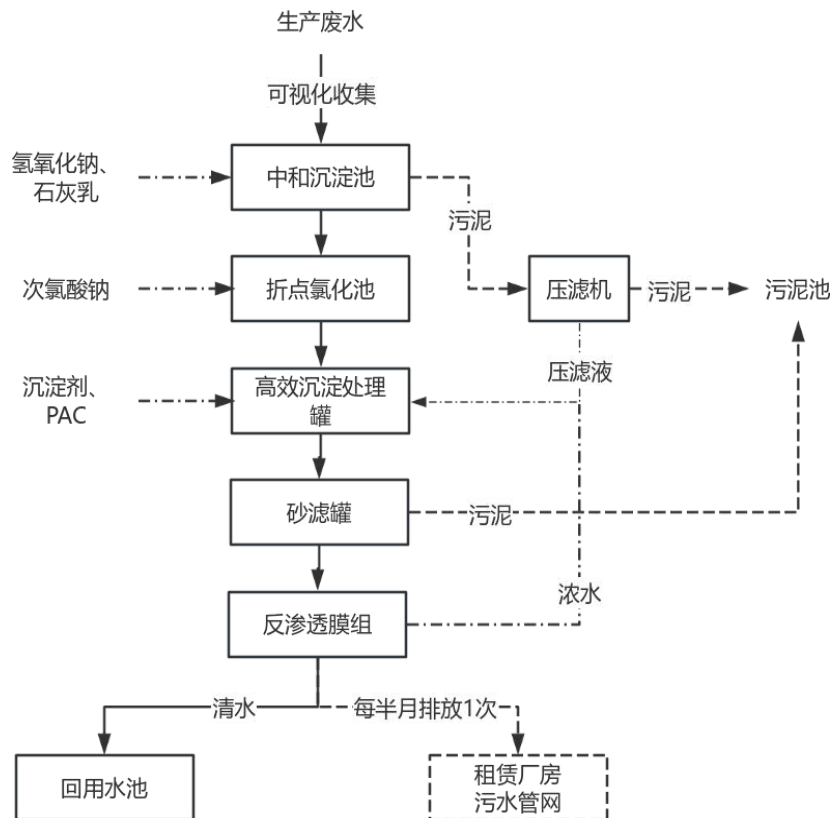 生产废水
可视化收集
氢氧化钠、
石灰乳
中和沉淀池
污泥
次氯酸钠
折点氯化池
压滤机
污泥
污泥池
压滤液
沉淀剂、
PAC
高效沉淀处理
罐
砂滤罐
污泥
浓水
反渗透膜组
清水
每半月排放1次
回用水池
租赁厂房
污水管网